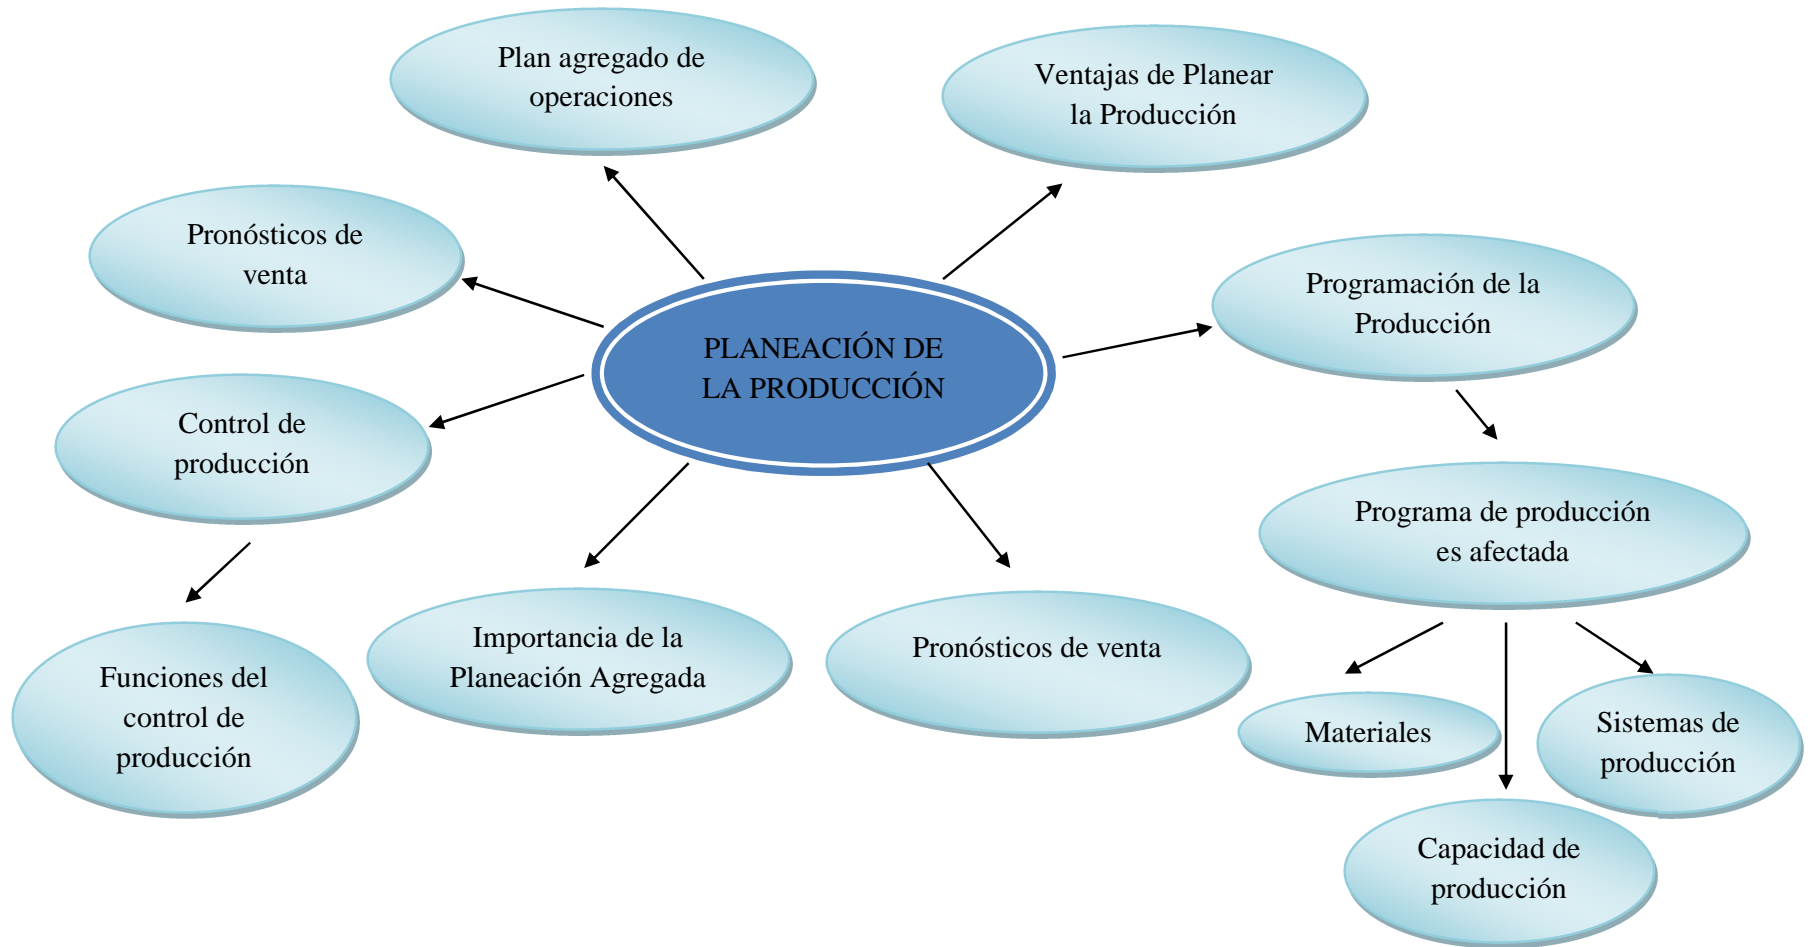 Plan agregado de
operaciones
Ventajas de Planear
la Producción
Pronósticos de
venta
Programación de la
Producción
PLANEACIÓN DE
LA PRODUCCIÓN
Control de
producción
Programa de producción
es afectada
Importancia de la
Planeación Agregada
Pronósticos de venta
Funciones del
control de
producción
Materiales
Sistemas de
producción
Capacidad de
producción